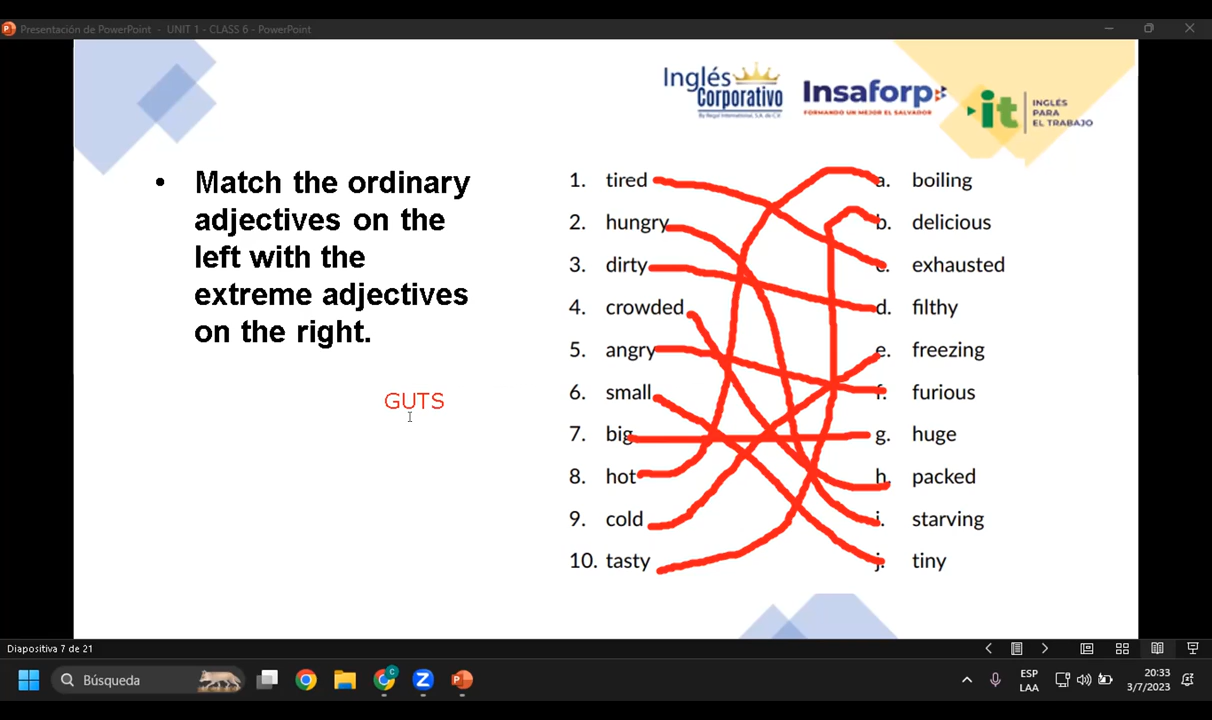 Presentación de PowerPoint - UNIT 1 - CLASS 6 - PowerPoint
Inglés
Corporativo
By Regal International, S.A. de C.V.
Insaforp
FORMANDO UN MEJOR EL SALVADOR
it
INGLÉS
PARA
EL TRABAJO
• Match the ordinary
adjectives on the
left with the
extreme adjectives
on the right.
GUTS
1. tired
2. hungry
3. dirty
4. crowded
5. angry
6. small
7. big
8. hot
9. cold
10. tasty
a. boiling
b. delicious
c. exhausted
d. filthy
e. freezing
f. furious
g. huge
h. packed
i. starving
j. tiny
Diapositiva 7 de 21
Búsqueda
ESP
LAA
20:33
3/7/2023